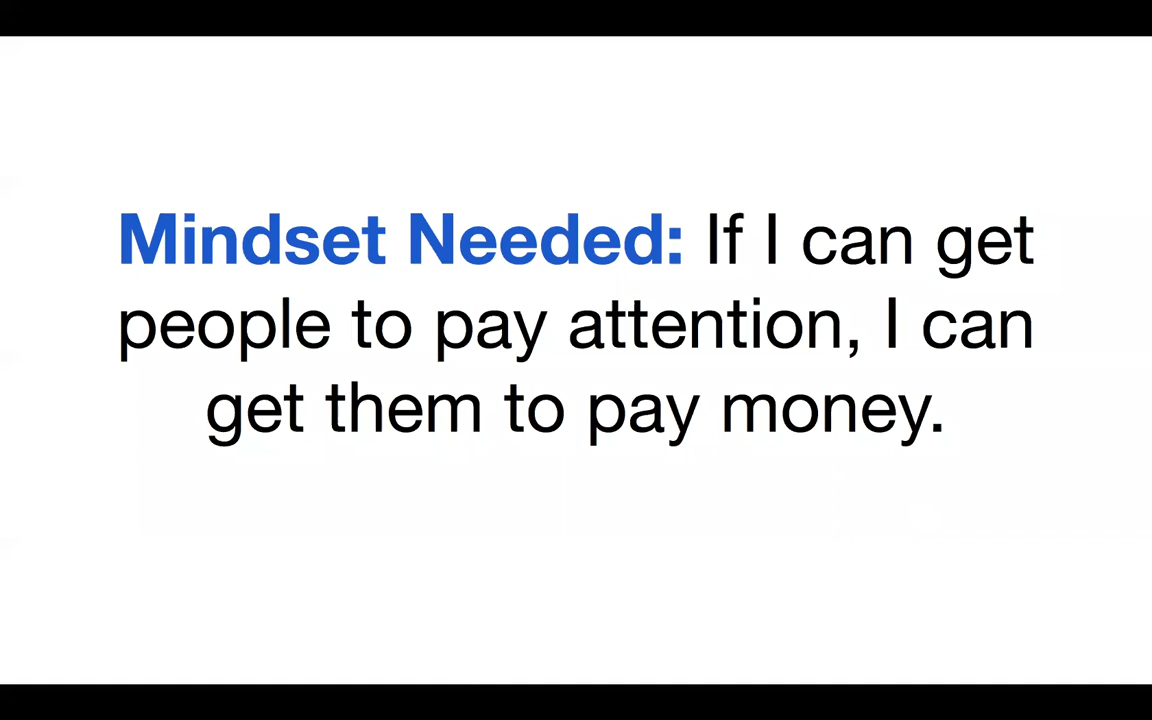 Mindset Needed: If I can get
people to pay attention, I can
get them to pay money.